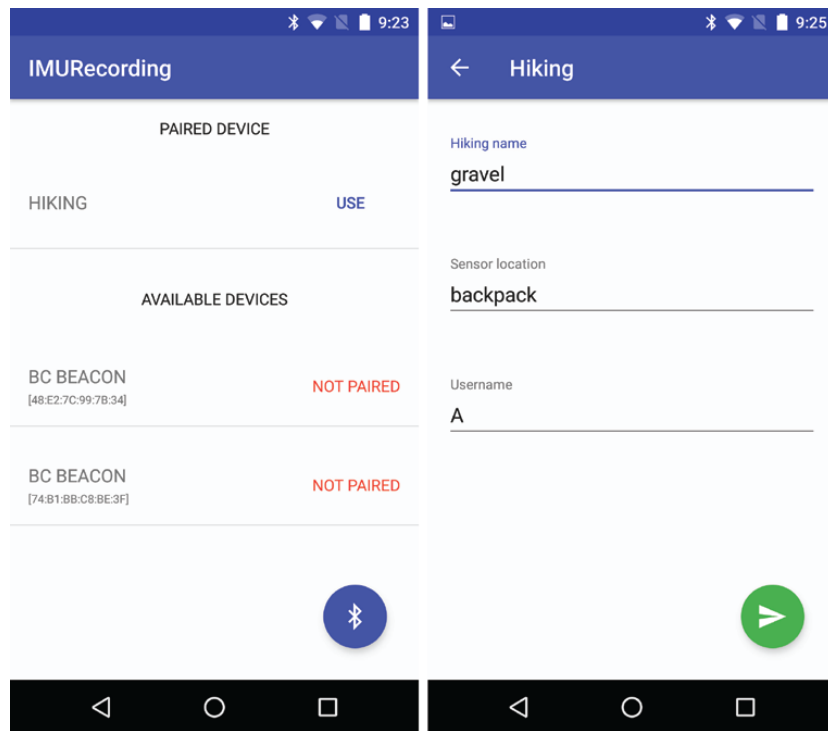 9:23
IMURecording
PAIRED DEVICE
HIKING USE
AVAILABLE DEVICES
BC BEACON
[48:E2:7C:99:7B:34]
NOT PAIRED
BC BEACON
[74:B1:BB:C8:BE:3F]
NOT PAIRED
9:25
Hiking
Hiking name
gravel
Sensor location
backpack
Username
A